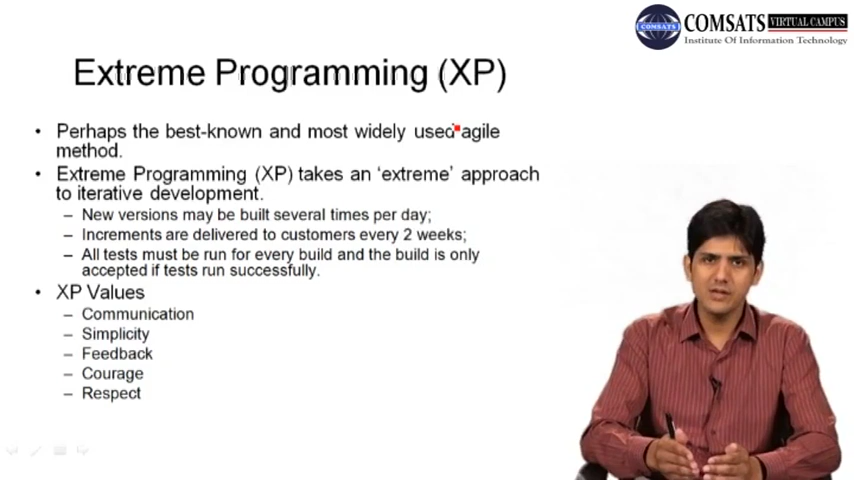 COMSATS VIRTUAL CAMPUS
COMSATS
Institute Of Information Technology
Extreme Programming (XP)
• Perhaps the best-known and most widely used agile
method.
• Extreme Programming (XP) takes an ‘extreme’ approach
to iterative development.
– New versions may be built several times per day;
– Increments are delivered to customers every 2 weeks;
– All tests must be run for every build and the build is only
accepted if tests run successfully.
• XP Values
– Communication
– Simplicity
– Feedback
– Courage
– Respect